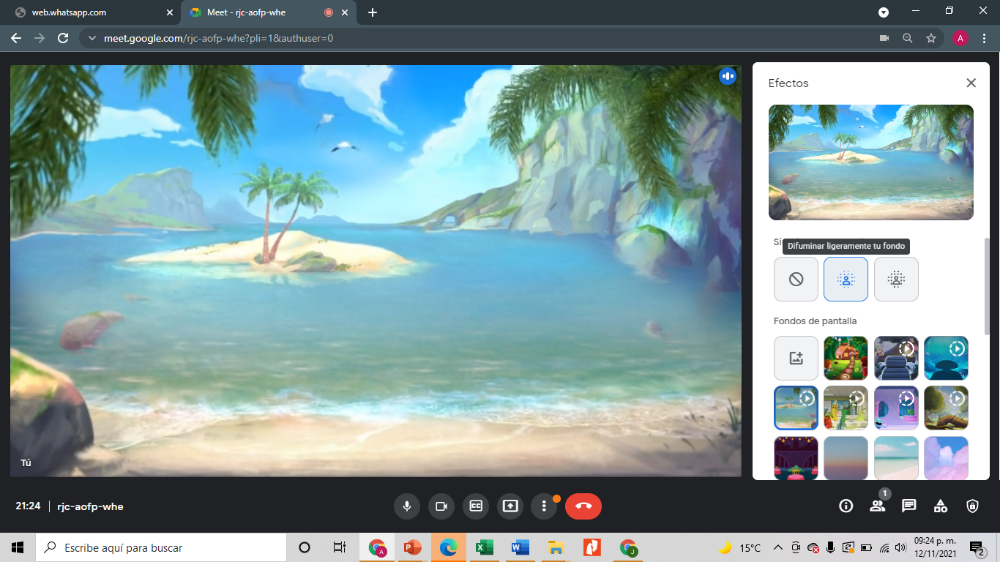 web.whatsapp.com
Meet - rjc-aofp-whe
meet.google.com/rjc-aofp-whe?pli=1&authuser=0
A
Efectos
Si
Difuminar ligeramente tu fondo
Fondos de pantalla
Tú
21:24
rjc-aofp-whe
CC
1
Escribe aquí para buscar
A
P
X
W
J
15°C
09:24 p. m.
12/11/2021
2